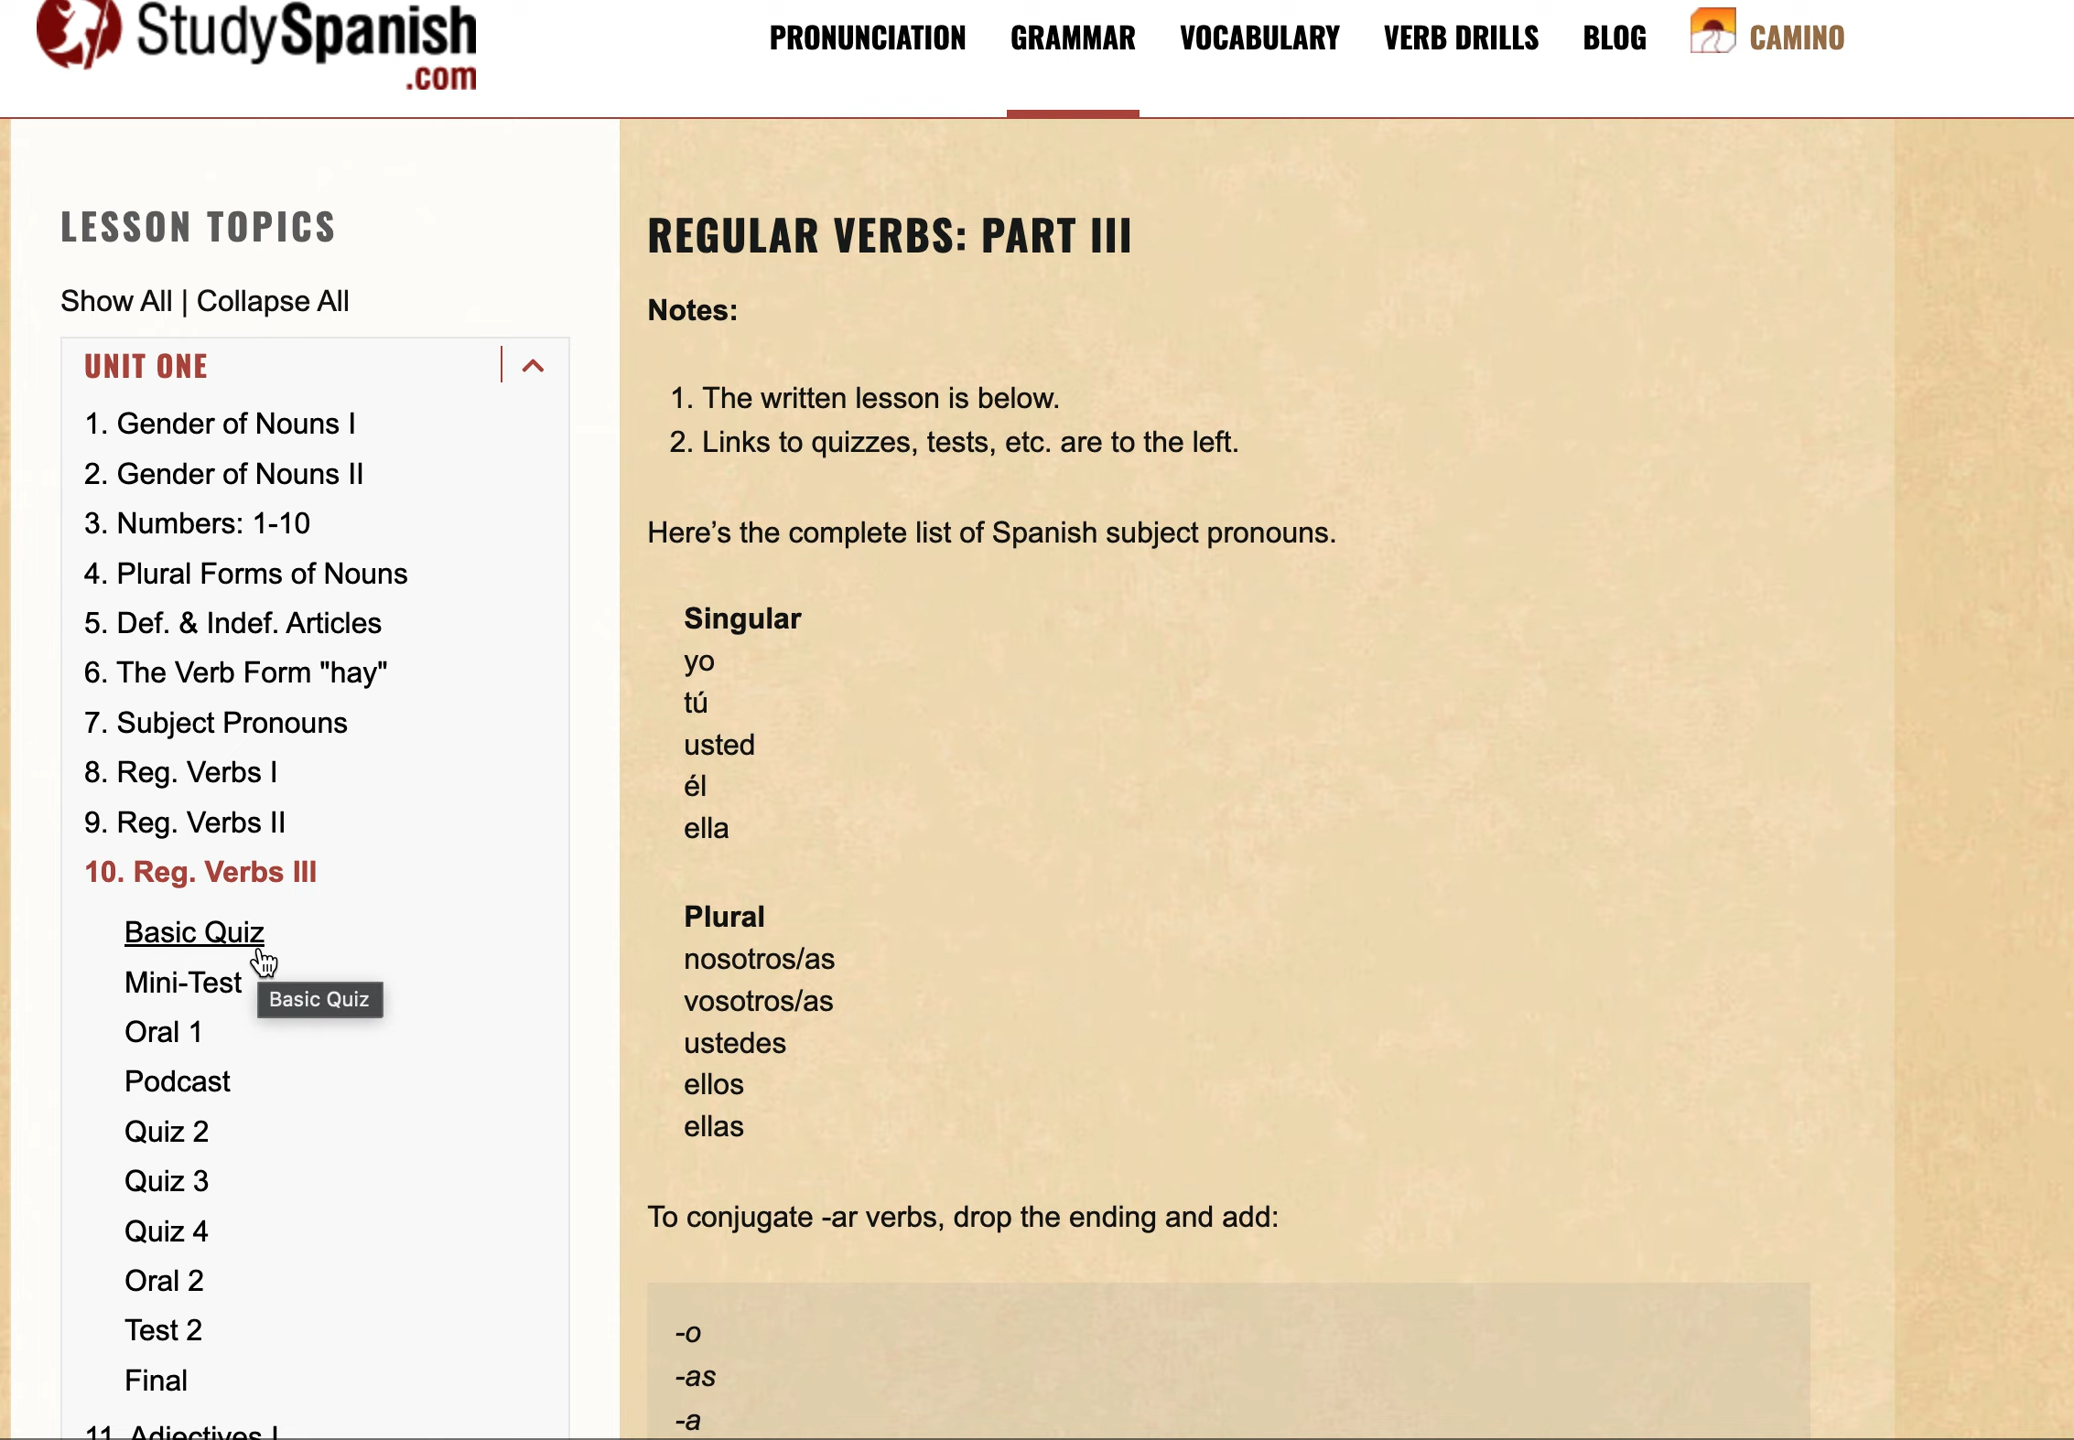 StudySpanish
.com
PRONUNCIATION GRAMMAR VOCABULARY VERB DRILLS BLOG CAMINO
LESSON TOPICS
Show All | Collapse All
UNIT ONE
1. Gender of Nouns I
2. Gender of Nouns II
3. Numbers: 1-10
4. Plural Forms of Nouns
5. Def. & Indef. Articles
6. The Verb Form "hay"
7. Subject Pronouns
8. Reg. Verbs I
9. Reg. Verbs II
10. Reg. Verbs III
Basic Quiz
Mini-Test
Basic Quiz
Oral 1
Podcast
Quiz 2
Quiz 3
Quiz 4
Oral 2
Test 2
Final
11. Adjectives I
REGULAR VERBS: PART III
Notes:
1. The written lesson is below.
2. Links to quizzes, tests, etc. are to the left.
Here’s the complete list of Spanish subject pronouns.
Singular
yo
tú
usted
él
ella
Plural
nosotros/as
vosotros/as
ustedes
ellos
ellas
To conjugate -ar verbs, drop the ending and add:
-o
-as
-a